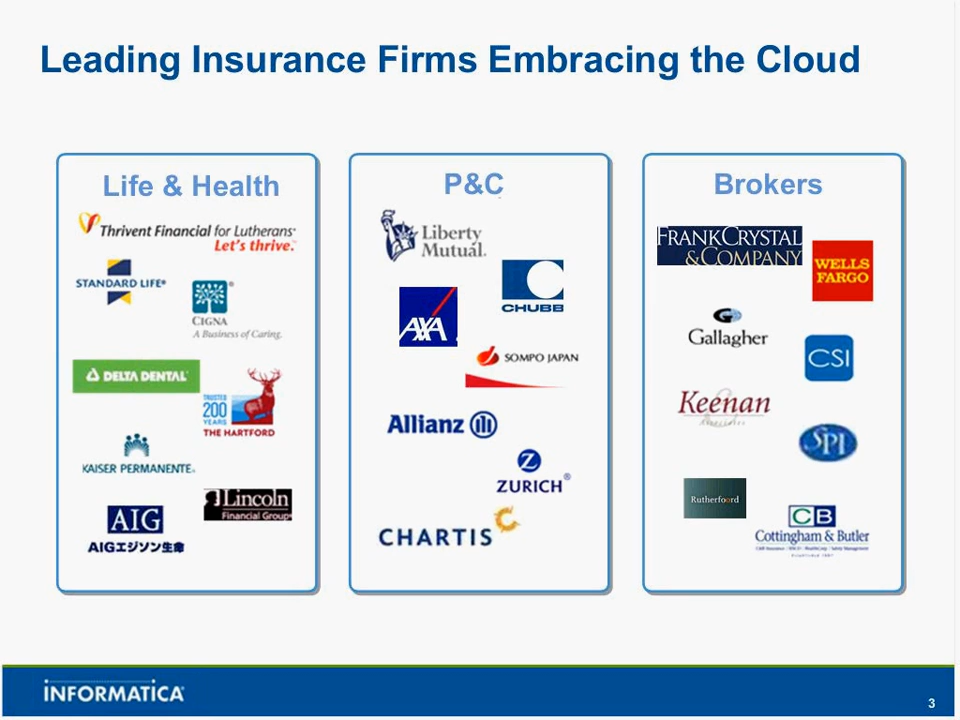 Leading Insurance Firms Embracing the Cloud
Life & Health
Thrivent Financial for Lutherans®
Let's thrive.™
STANDARD LIFE®
CIGNA
A Business of Caring.
DELTA DENTAL
TRUSTED
200
YEARS
THE HARTFORD
KAISER PERMANENTE®
Lincoln
Financial Group®
AIG
AIGエジソン生命
P&C
Liberty
Mutual.
CHUBB
AXA
SOMPO JAPAN
Allianz
ZURICH®
CHARTIS
Brokers
FRANKCRYSTAL
& COMPANY
WELLS
FARGO
G
Gallagher
CSI
Keenan
& Associates
SPI
Rutherfoord
CB
Cottingham & Butler
INFORMATICA
3